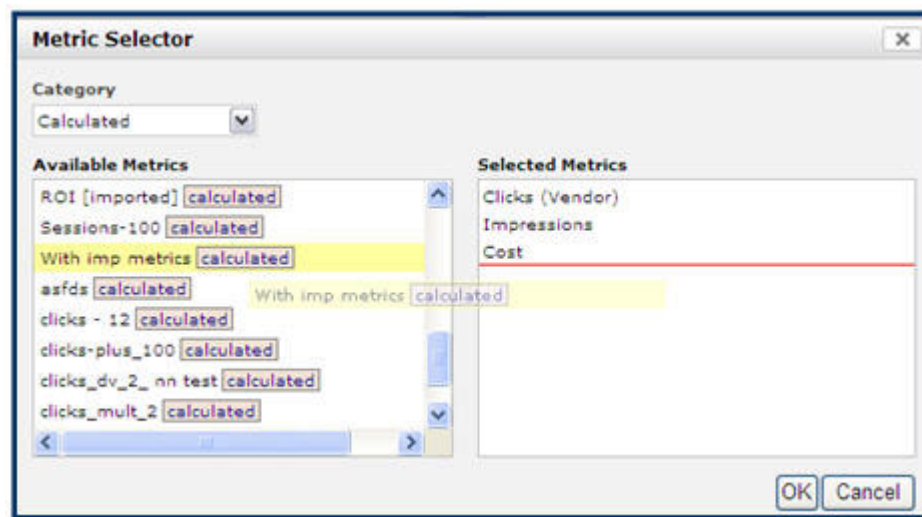 Metric Selector
Category
Calculated
Available Metrics
ROI [imported] calculated
Sessions-100 calculated
With imp metrics calculated
asfds calculated
clicks - 12 calculated
clicks-plus_100 calculated
clicks_dv_2_ nn test calculated
clicks_mult_2 calculated
With imp metrics calculated
Selected Metrics
Clicks (Vendor)
Impressions
Cost
OK Cancel